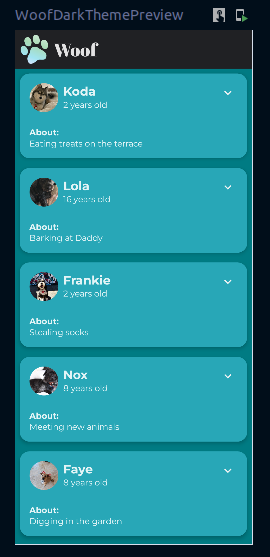 WoofDarkThemePreview
Woof
Koda
2 years old
About:
Eating treats on the terrace
Lola
16 years old
About:
Barking at Daddy
Frankie
2 years old
About:
Stealing socks
Nox
8 years old
About:
Meeting new animals
Faye
8 years old
About:
Digging in the garden